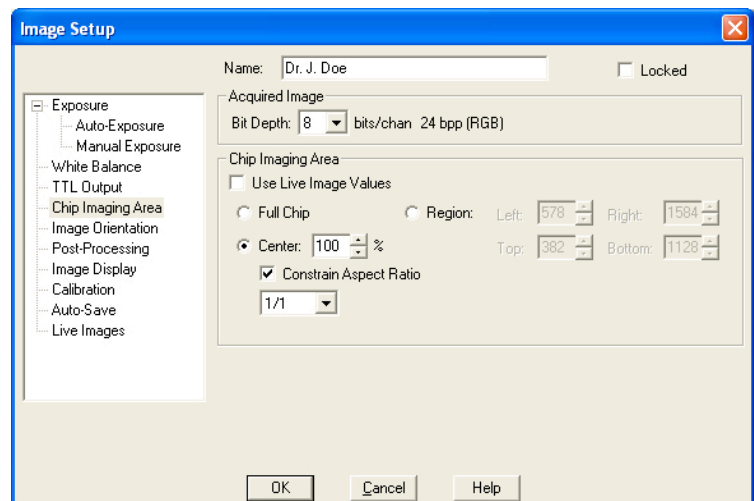 Image Setup
Name: Dr. J. Doe Locked
Exposure
Auto-Exposure
Manual Exposure
White Balance
TTL Output
Chip Imaging Area
Image Orientation
Post-Processing
Image Display
Calibration
Auto-Save
Live Images
Acquired Image
Bit Depth: 8 bits/chan 24 bpp (RGB)
Chip Imaging Area
Use Live Image Values
Full Chip Region: Left: 578 Right: 1584
Center: 100 % Top: 382 Bottom: 1128
Constrain Aspect Ratio
1/1
OK Cancel Help